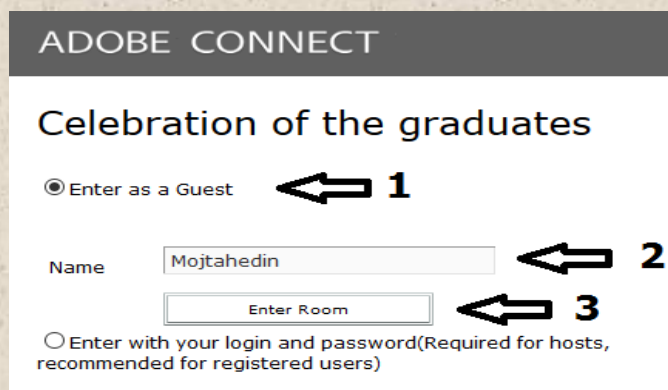 ADOBE CONNECT
Celebration of the graduates
Enter as a Guest 1
Name Mojtahedin 2
Enter Room 3
Enter with your login and password(Required for hosts,
recommended for registered users)